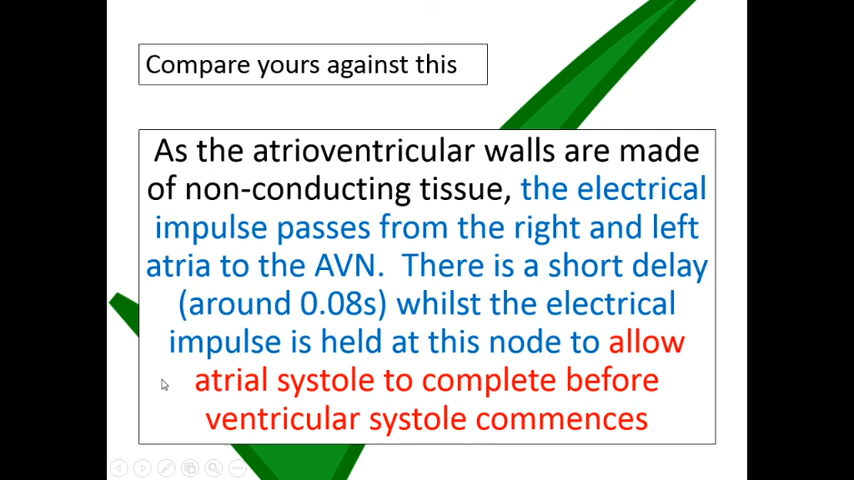 Compare yours against this
As the atrioventricular walls are made
of non-conducting tissue, the electrical
impulse passes from the right and left
atria to the AVN.  There is a short delay
(around 0.08s) whilst the electrical
impulse is held at this node to allow
atrial systole to complete before
ventricular systole commences